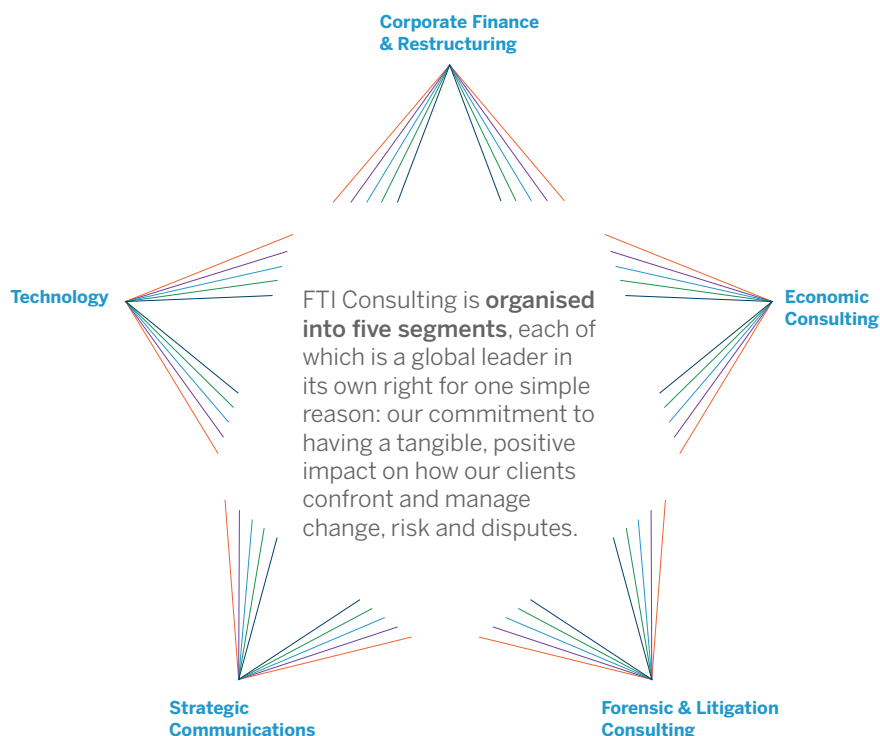 Corporate Finance
& Restructuring
Technology
Economic
Consulting
FTI Consulting is organised
into five segments, each of
which is a global leader in
its own right for one simple
reason: our commitment to
having a tangible, positive
impact on how our clients
confront and manage
change, risk and disputes.
Strategic
Communications
Forensic & Litigation
Consulting